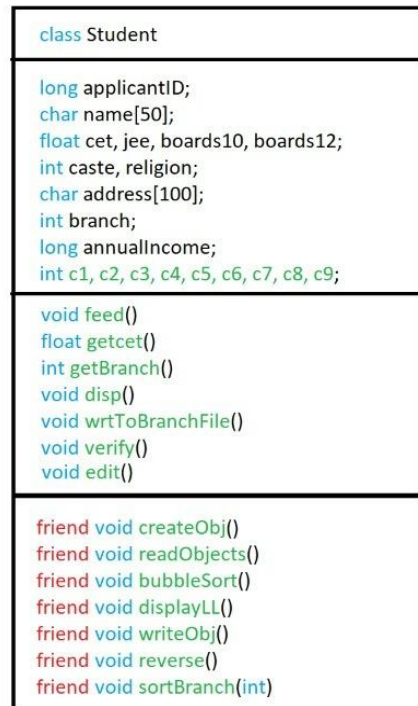 class Student
long applicantID;
char name[50];
float cet, jee, boards10, boards12;
int caste, religion;
char address[100];
int branch;
long annualIncome;
int c1, c2, c3, c4, c5, c6, c7, c8, c9;
void feed()
float getcet()
int getBranch()
void disp()
void wrtToBranchFile()
void verify()
void edit()
friend void createObj()
friend void readObjects()
friend void bubbleSort()
friend void displayLL()
friend void writeObj()
friend void reverse()
friend void sortBranch(int)